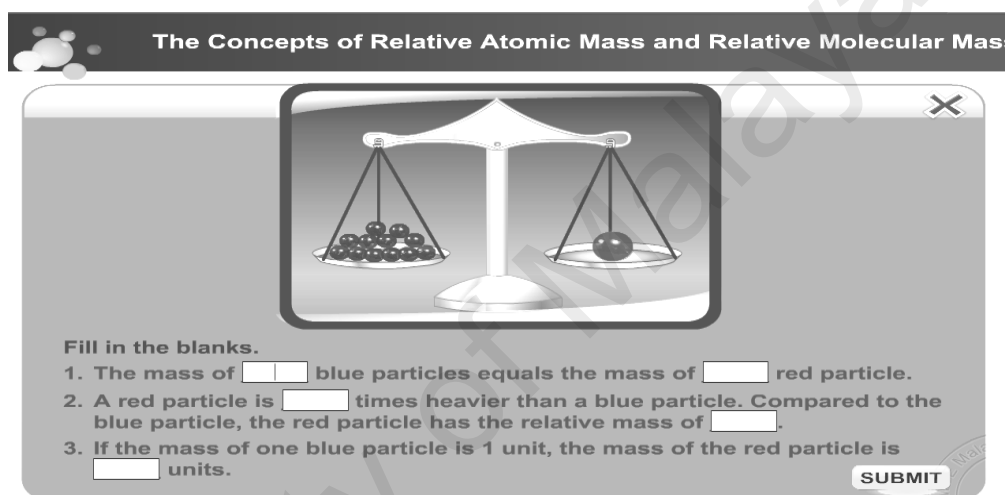 The Concepts of Relative Atomic Mass and Relative Molecular Mas
Fill in the blanks.
1. The mass of blue particles equals the mass of red particle.
2. A red particle is times heavier than a blue particle. Compared to the
blue particle, the red particle has the relative mass of .
3. If the mass of one blue particle is 1 unit, the mass of the red particle is
units.
SUBMIT
y of Malaya